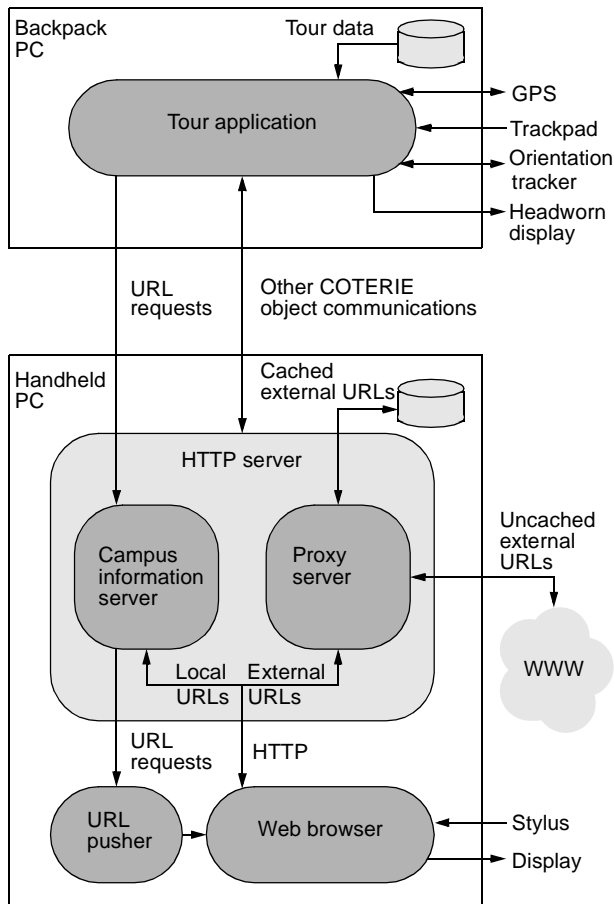 Backpack
PC
Tour data
Tour application
GPS
Trackpad
Orientation
tracker
Headworn
display
URL
requests
Other COTERIE
object communications
Handheld
PC
Cached
external URLs
HTTP server
Campus
information
server
Proxy
server
Uncached
external
URLs
WWW
Local
URLs
External
URLs
URL
requests
HTTP
URL
pusher
Web browser
Stylus
Display